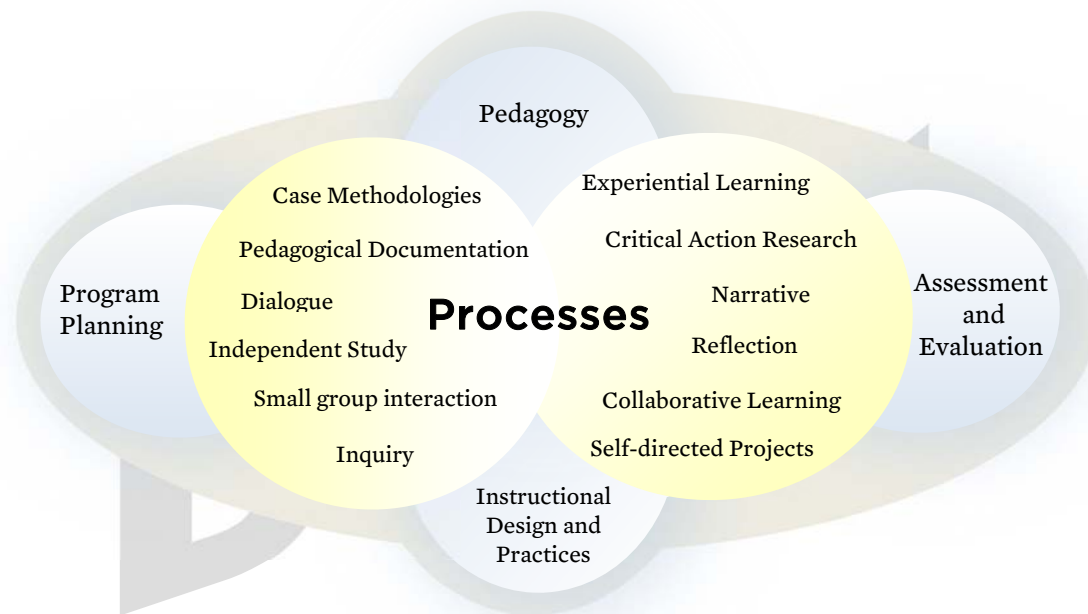 Pedagogy
Case Methodologies
Pedagogical Documentation
Dialogue
Independent Study
Small group interaction
Inquiry
Processes
Experiential Learning
Critical Action Research
Narrative
Reflection
Collaborative Learning
Self-directed Projects
Program
Planning
Assessment
and
Evaluation
Instructional
Design and
Practices